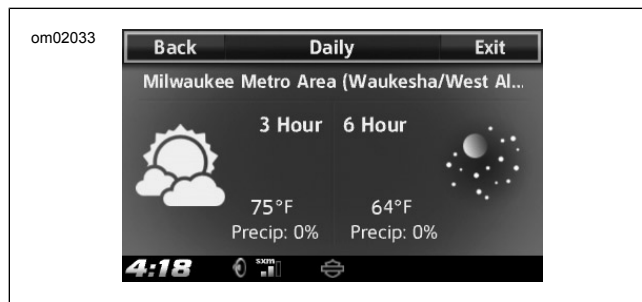 om02033
Back Daily Exit
Milwaukee Metro Area (Waukesha/West Al...
3 Hour 6 Hour
75°F 64°F
Precip: 0% Precip: 0%
4:18 sxm